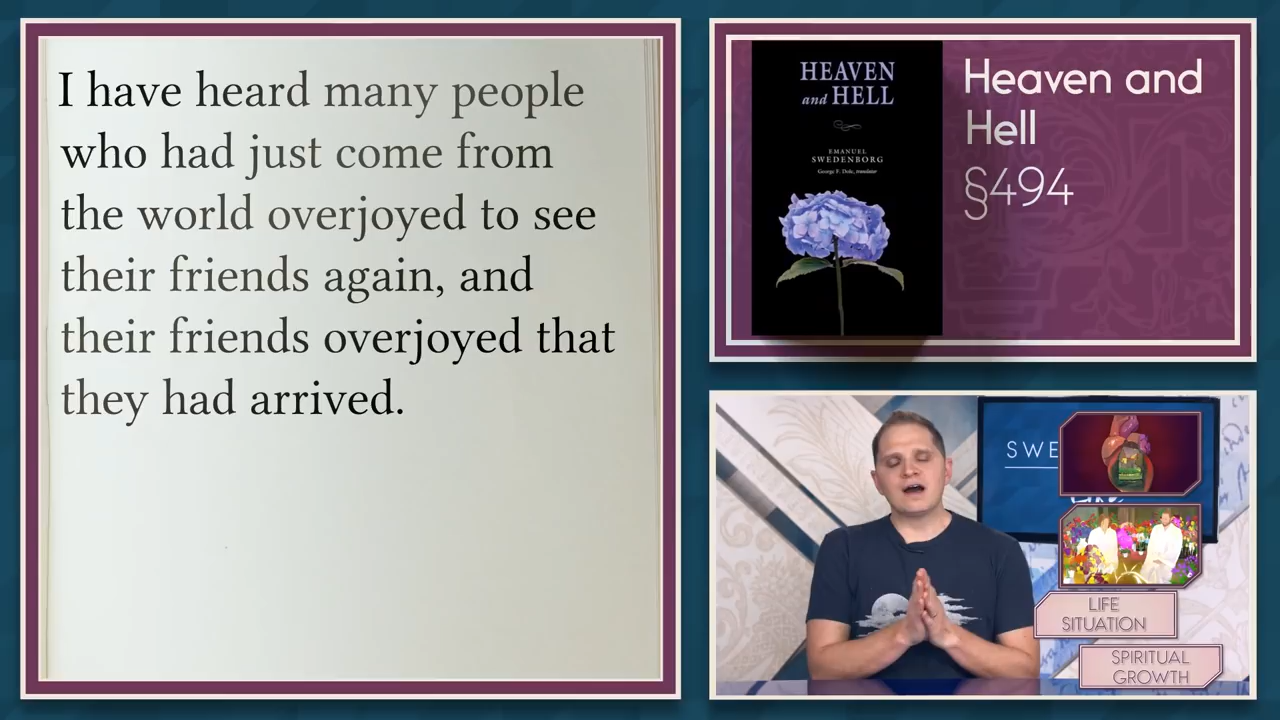 I have heard many people
who had just come from
the world overjoyed to see
their friends again, and
their friends overjoyed that
they had arrived.
HEAVEN
and HELL
EMANUEL
SWEDENBORG
George F. Dole, translator
Heaven and
Hell
§494
SWE
LIFE
SITUATION
SPIRITUAL
GROWTH